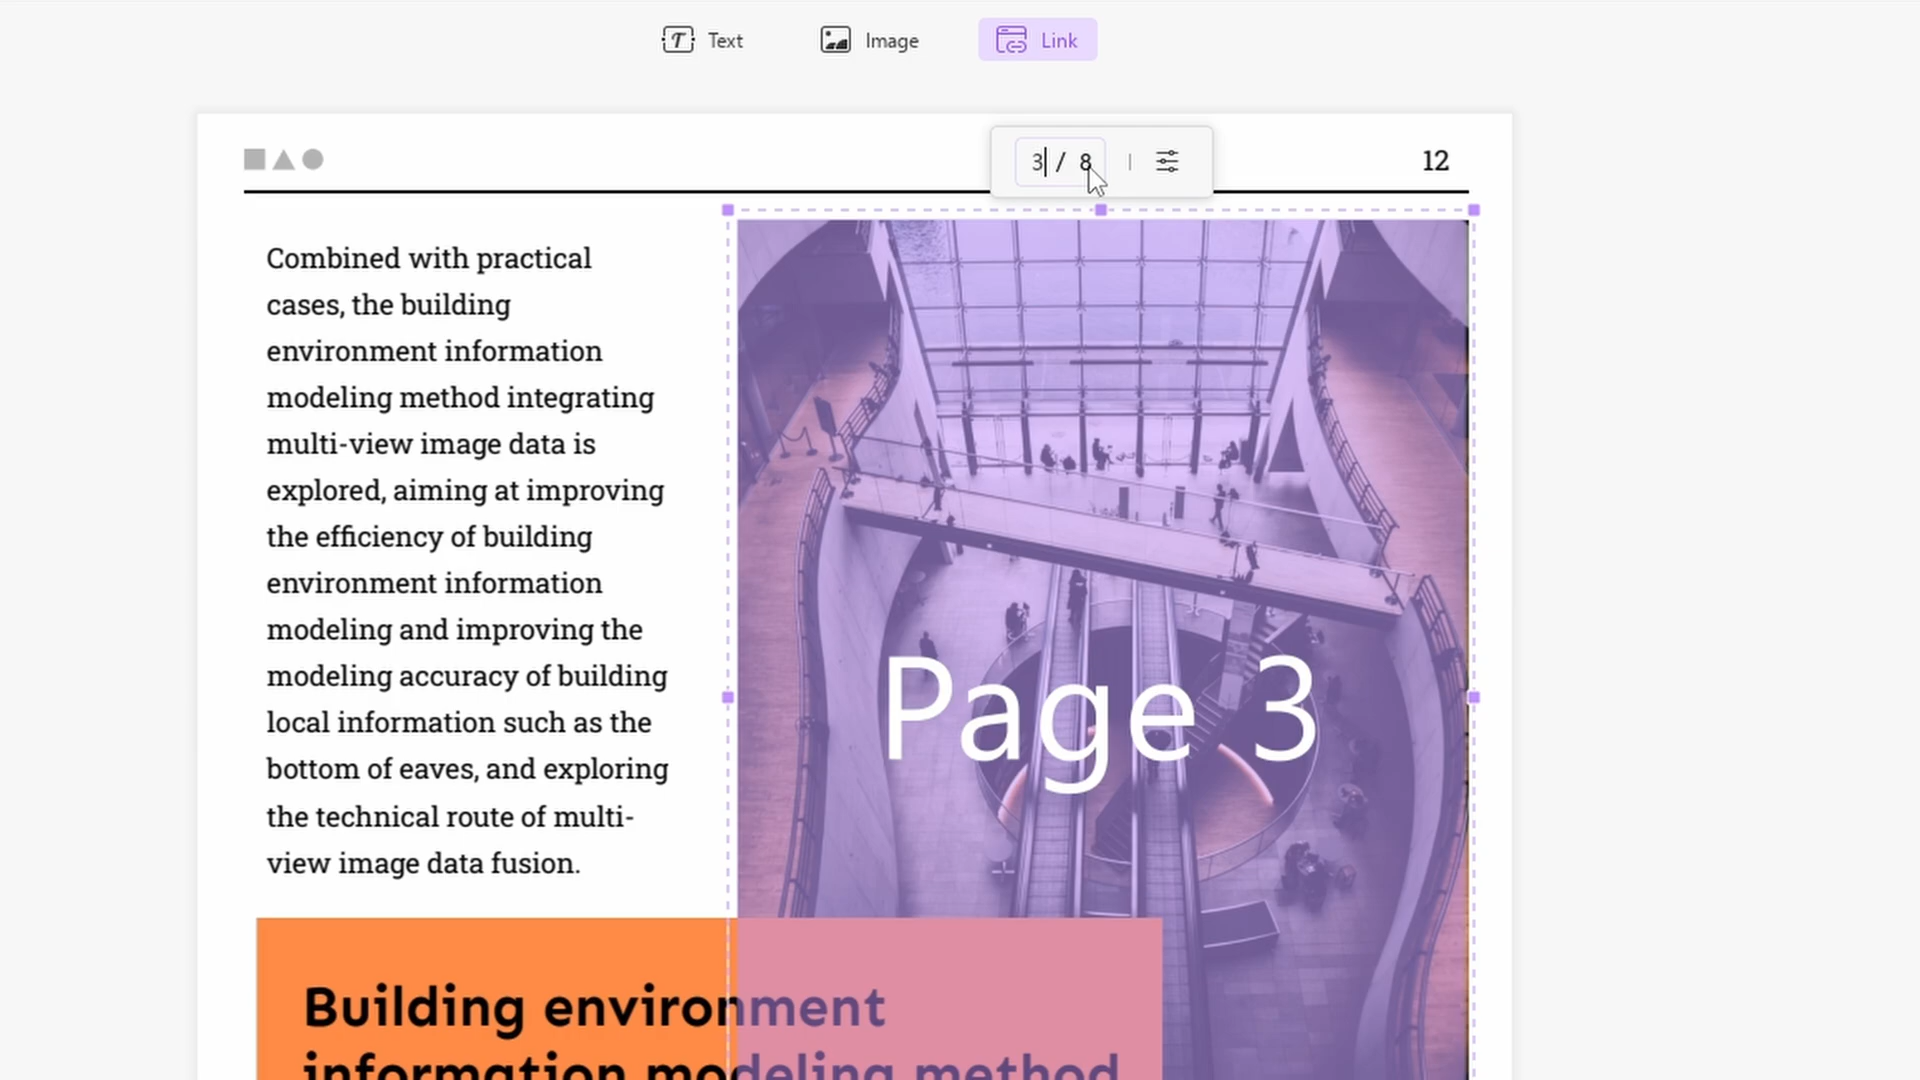 Text
Image
Link
3 / 8
12
Combined with practical
cases, the building
environment information
modeling method integrating
multi-view image data is
explored, aiming at improving
the efficiency of building
environment information
modeling and improving the
modeling accuracy of building
local information such as the
bottom of eaves, and exploring
the technical route of multi-
view image data fusion.
Page 3
Building environment
information modeling method